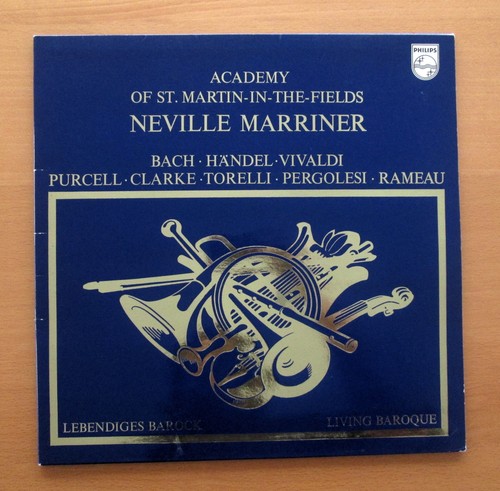 PHILIPS
ACADEMY
OF ST. MARTIN-IN-THE-FIELDS
NEVILLE MARRINER
BACH · HÄNDEL · VIVALDI
PURCELL · CLARKE · TORELLI · PERGOLESI · RAMEAU
LEBENDIGES BAROCK
LIVING BAROQUE